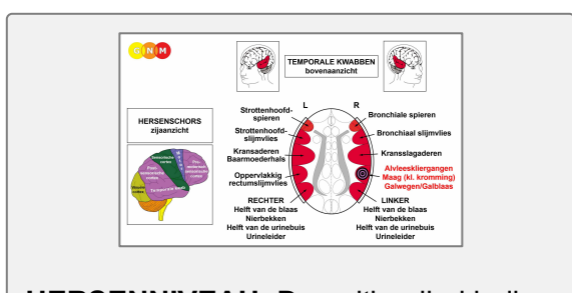 GNM
TEMPORALE KWABBEN
bovenaanzicht
HERSENSCHORS
zijaanzicht
L
R
Strottenhoofd-
spieren
Strottenhoofd-
slijmvlies
Kransaderen
Baarmoederhals
Oppervlakkig
rectumslijmvlies
RECHTER
Helft van de blaas
Nierbekken
Helft van de urinebuis
Urineleider
Bronchiale spieren
Bronchiaal slijmvlies
Kransslagaderen
Alvleeskliergangen
Maag (kl. kromming)
Galwegen/Galblaas
LINKER
Helft van de blaas
Nierbekken
Helft van de urinebuis
Urineleider